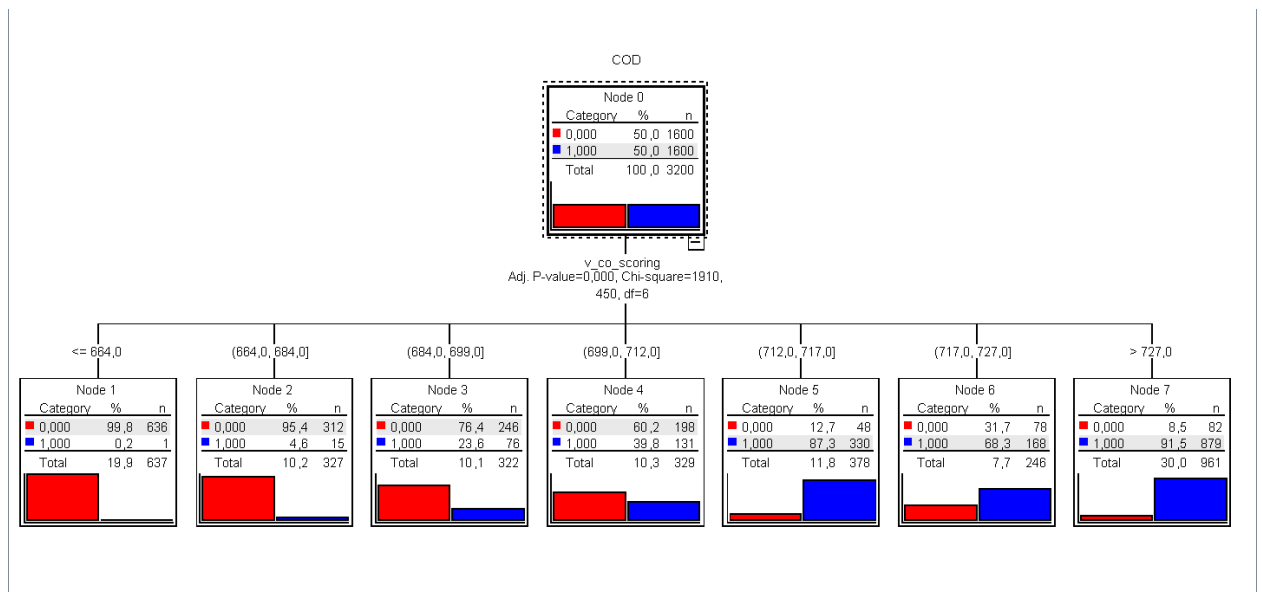 COD
Node 0
Category % n
0,000 50,0 1600
1,000 50,0 1600
Total 100,0 3200
v_co_scoring
Adj. P-value=0,000, Chi-square=1910,
450, df=6
<= 664,0
(664,0, 684,0]
(684,0, 699,0]
(699,0, 712,0]
(712,0, 717,0]
(717,0, 727,0]
> 727,0
Node 1
Category % n
0,000 99,8 636
1,000 0,2 1
Total 19,9 637
Node 2
Category % n
0,000 95,4 312
1,000 4,6 15
Total 10,2 327
Node 3
Category % n
0,000 76,4 246
1,000 23,6 76
Total 10,1 322
Node 4
Category % n
0,000 60,2 198
1,000 39,8 131
Total 10,3 329
Node 5
Category % n
0,000 12,7 48
1,000 87,3 330
Total 11,8 378
Node 6
Category % n
0,000 31,7 78
1,000 68,3 168
Total 7,7 246
Node 7
Category % n
0,000 8,5 82
1,000 91,5 879
Total 30,0 961